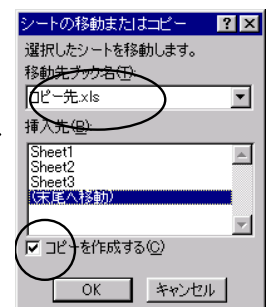 シートの移動またはコピー
選択したシートを移動します。
移動先ブック名(T):
コピー先.xls
挿入先(B):
Sheet1
Sheet2
Sheet3
(末尾へ移動)
コピーを作成する(C)
OK キャンセル